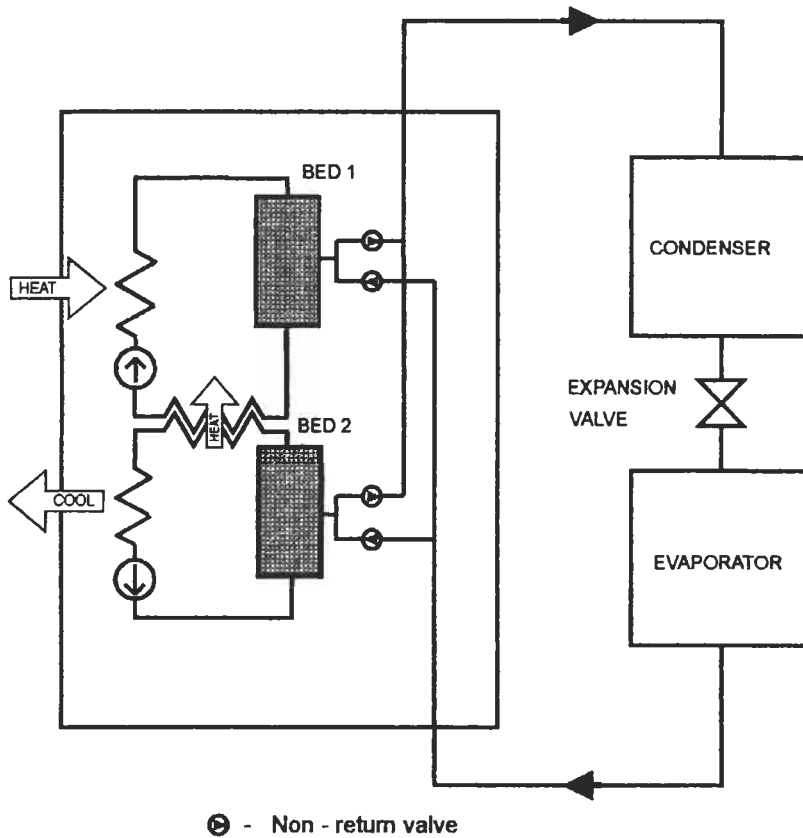 BED 1
CONDENSER
HEAT
EXPANSION
VALVE
HEAT
BED 2
COOL
EVAPORATOR
- Non - return valve